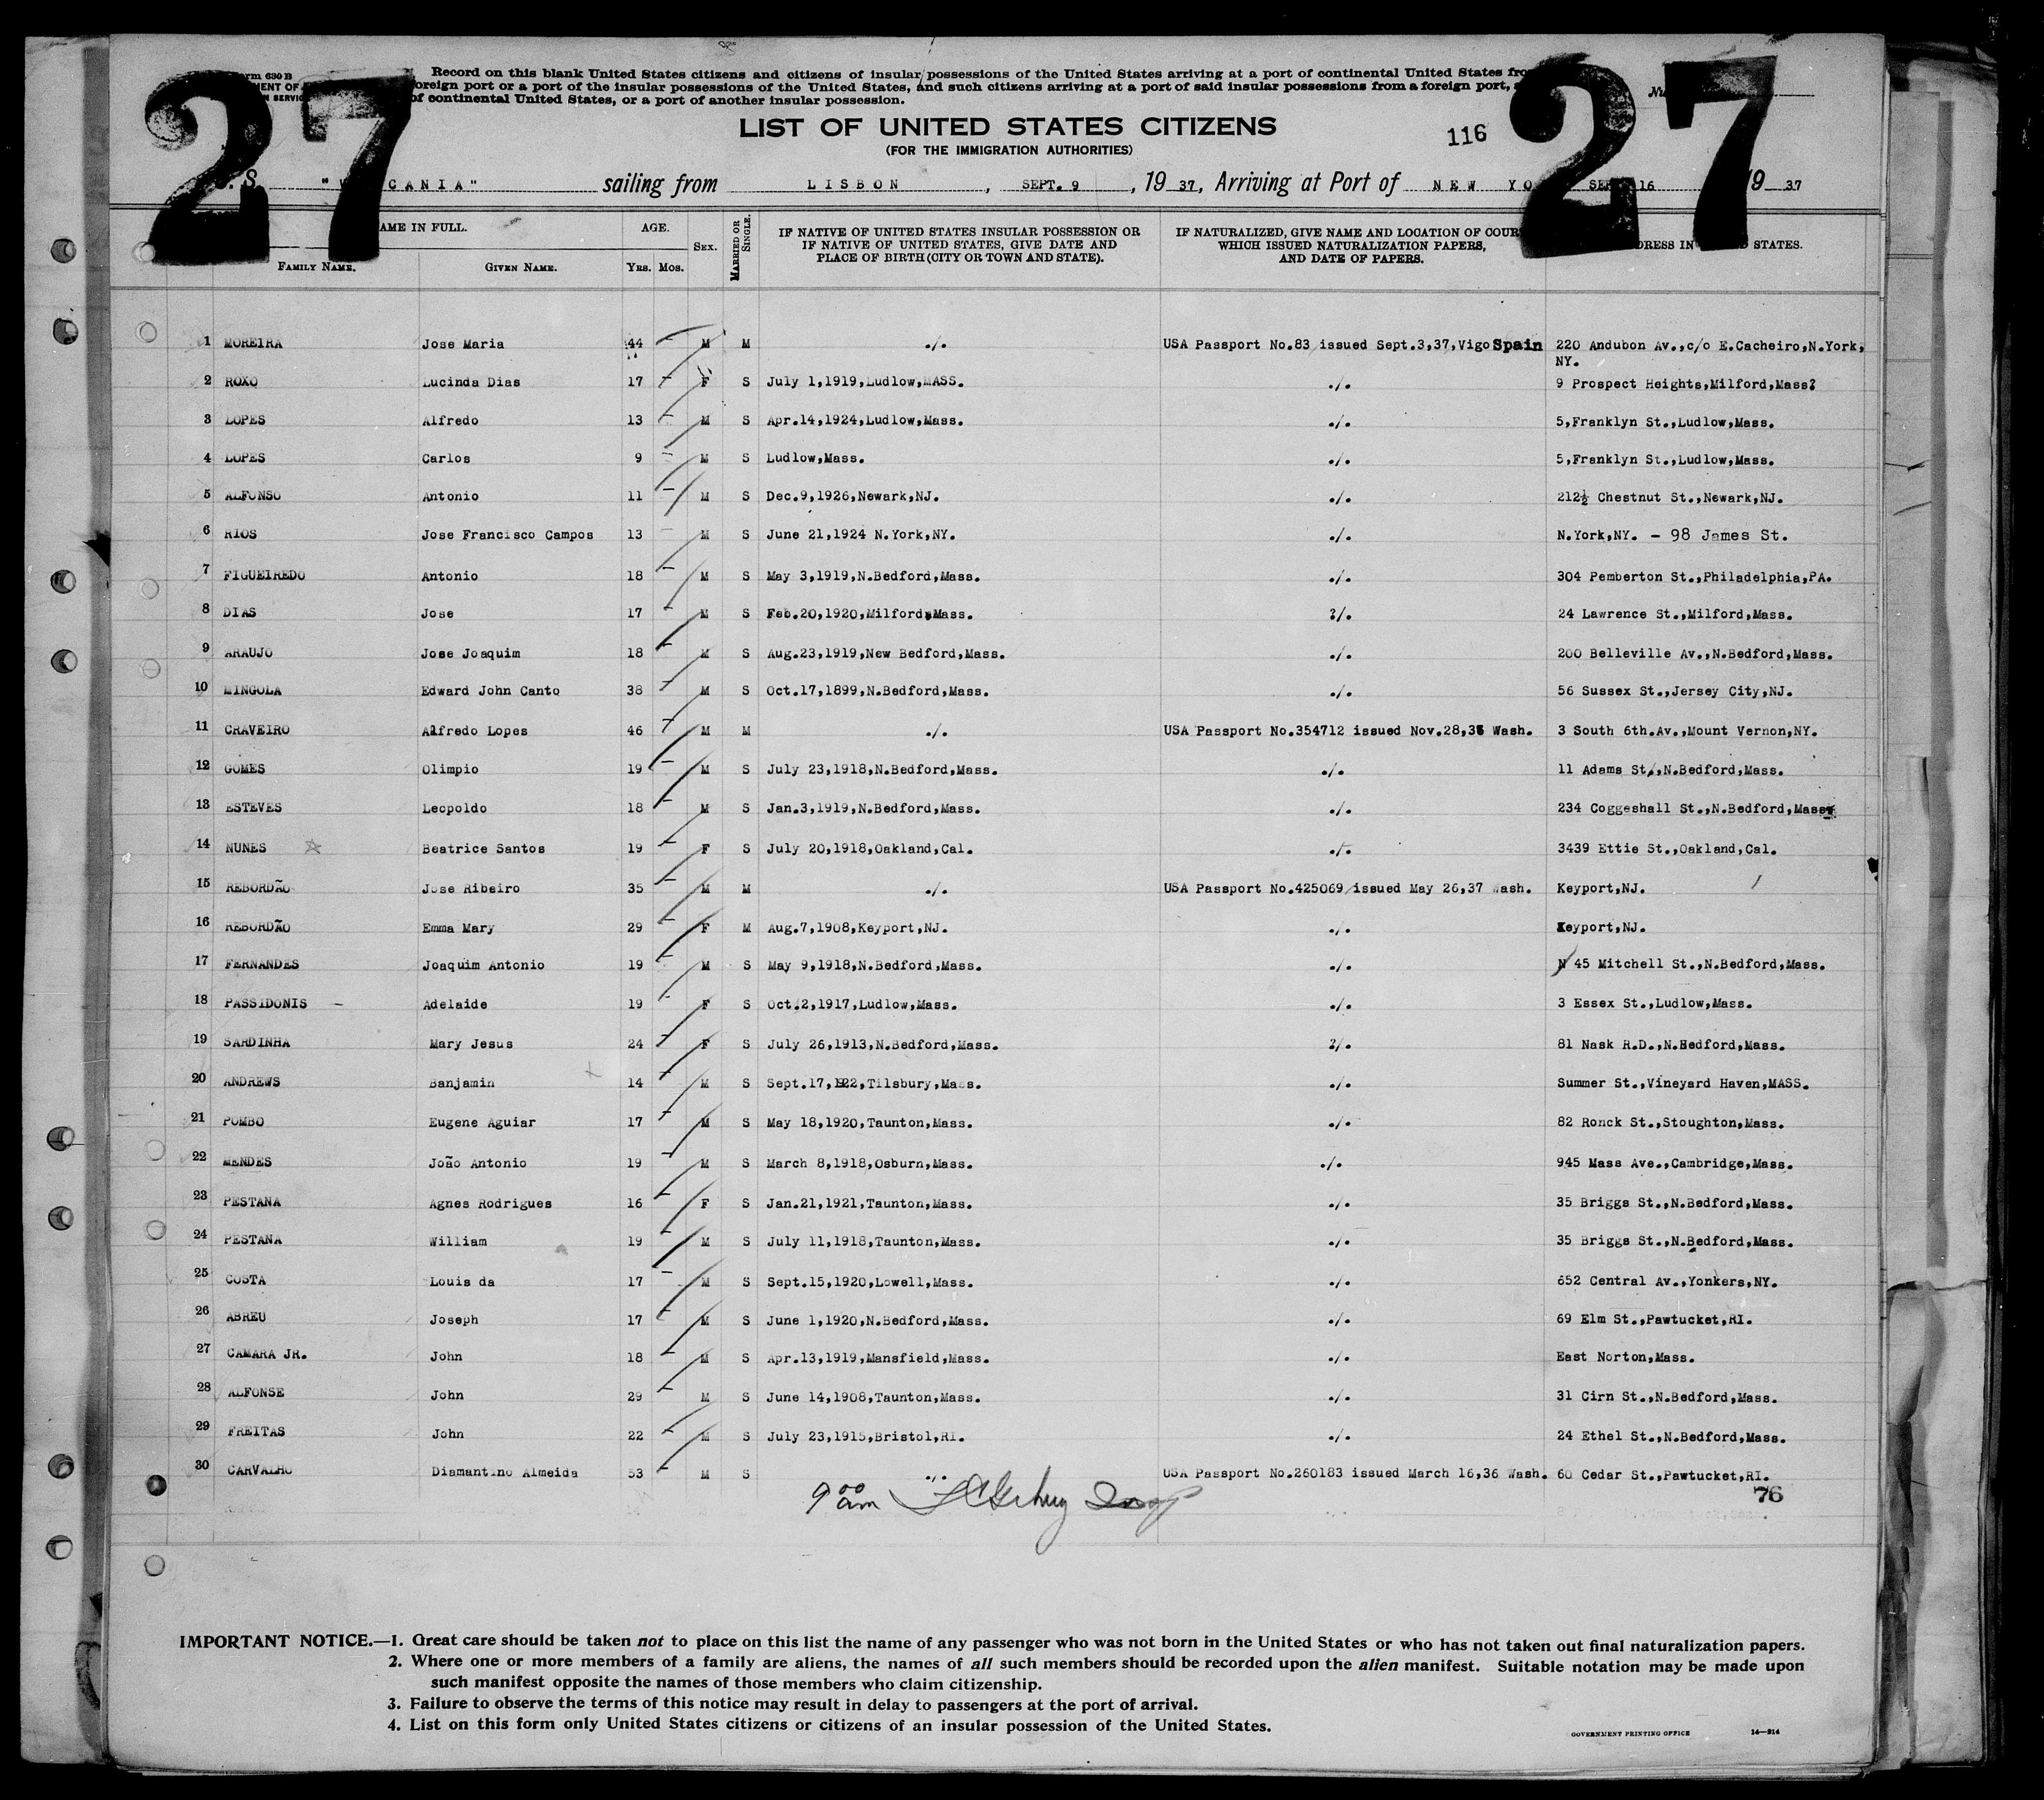 27 27
Form 630 B
Record on this blank United States citizens and citizens of insular possessions of the United States arriving at a port of continental United States
foreign port or a port of the insular possessions of the United States, and such citizens arriving at a port of said insular possessions from a foreign port,
of continental United States, or a port of another insular possession.
LIST OF UNITED STATES CITIZENS
(FOR THE IMMIGRATION AUTHORITIES)
116
S. sailing from LISBON, SEPT. 9, 19 37, Arriving at Port of NEW YO 16 19 37
NAME IN FULL. AGE. SEX. MARRIED OR SINGLE. IF NATIVE OF UNITED STATES INSULAR POSSESSION OR IF NATIVE OF UNITED STATES, GIVE DATE AND PLACE OF BIRTH (CITY OR TOWN AND STATE). IF NATURALIZED, GIVE NAME AND LOCATION OF COURT WHICH ISSUED NATURALIZATION PAPERS, AND DATE OF PAPERS. ADDRESS IN STATES.
FAMILY NAME. GIVEN NAME. YRS. MOS.
1 MOREIRA Jose Maria 44 M M ./. USA Passport No.83 issued Sept.3,37,Vigo Spain 220 Andubon Av.,c/o E.Cacheiro,N.York,
NY.
2 ROXO Lucinda Dias 17 F S July 1,1919,Ludlow,MASS. ./. 9 Prospect Heights,Milford,Mass?
3 LOPES Alfredo 13 M S Apr.14,1924,Ludlow,Mass. ./. 5,Franklyn St.,Ludlow,Mass.
4 LOPES Carlos 9 M S Ludlow,Mass. ./. 5,Franklyn St.,Ludlow,Mass.
5 ALFONSO Antonio 11 M S Dec.9,1926,Newark,NJ. ./. 212½ Chestnut St.,Newark,NJ.
6 RIOS Jose Francisco Campos 13 M S June 21,1924 N.York,NY. ./. N.York,NY. - 98 James St.
7 FIGUEIREDO Antonio 18 M S May 3,1919,N.Bedford,Mass. ./. 304 Pemberton St.,Philadelphia,PA.
8 DIAS Jose 17 M S Feb.20,1920,Milford,Mass. ?/. 24 Lawrence St.,Milford,Mass.
9 ARAUJO Jose Joaquim 18 M S Aug.23,1919,New Bedford,Mass. ./. 200 Belleville Av.,N.Bedford,Mass.
10 MINGOLA Edward John Canto 38 M S Oct.17,1899,N.Bedford,Mass. ./. 56 Sussex St.,Jersey City,NJ.
11 CRAVEIRO Alfredo Lopes 46 M M ./. USA Passport No.354712 issued Nov.28,36 Wash. 3 South 6th.Av.,Mount Vernon,NY.
12 GOMES Olimpio 19 M S July 23,1918,N.Bedford,Mass. ./. 11 Adams St.,N.Bedford,Mass.
13 ESTEVES Leopoldo 18 M S Jan.3,1919,N.Bedford,Mass. ./. 234 Coggeshall St.,N.Bedford,Mass.
14 NUNES Beatrice Santos 19 F S July 20,1918,Oakland,Cal. ./. 3439 Ettie St.,Oakland,Cal.
15 REBORDÃO Jose Ribeiro 35 M M ./. USA Passport No.425069 issued May 26,37 Wash. Keyport,NJ.
16 REBORDÃO Emma Mary 29 F M Aug.7,1908,Keyport,NJ. ./. Keyport,NJ.
17 FERNANDES Joaquim Antonio 19 M S May 9,1918,N.Bedford,Mass. ./. N 45 Mitchell St.,N.Bedford,Mass.
18 PASSIDONIS - Adelaide 19 F S Oct.2,1917,Ludlow,Mass. ./. 3 Essex St.,Ludlow,Mass.
19 SARDINHA Mary Jesus 24 F S July 26,1913,N.Bedford,Mass. ?/. 81 Nask R.D.,N.Bedford,Mass.
20 ANDREWS Banjamin 14 M S Sept.17,1922,Tilsbury,Mass. ./. Summer St.,Vineyard Haven,MASS.
21 POMBO Eugene Aguiar 17 M S May 18,1920,Taunton,Mass. ./. 82 Ronck St.,Stoughton,Mass.
22 MENDES João Antonio 19 M S March 8,1918,Osburn,Mass. ./. 945 Mass Ave.,Cambridge,Mass.
23 PESTANA Agnes Rodrigues 16 F S Jan.21,1921,Taunton,Mass. ./. 35 Briggs St.,N.Bedford,Mass.
24 PESTANA William 19 M S July 11,1918,Taunton,Mass. ./. 35 Briggs St.,N.Bedford,Mass.
25 COSTA Louis da 17 M S Sept.15,1920,Lowell,Mass. ./. 652 Central Av.,Yonkers,NY.
26 ABREU Joseph 17 M S June 1,1920,N.Bedford,Mass. ./. 69 Elm St.,Pawtucket,RI.
27 CAMARA JR. John 18 M S Apr.13,1919,Mansfield,Mass. ./. East Norton,Mass.
28 ALFONSE John 29 M S June 14,1908,Taunton,Mass. ./. 31 Cirn St.,N.Bedford,Mass.
29 FREITAS John 22 M S July 23,1915,Bristol,RI. ./. 24 Ethel St.,N.Bedford,Mass.
30 CARVALHO Diamantino Almeida 53 M S ./. USA Passport No.260183 issued March 16,36 Wash. 60 Cedar St.,Pawtucket,RI.
9 00 am
76
IMPORTANT NOTICE.—1. Great care should be taken not to place on this list the name of any passenger who was not born in the United States or who has not taken out final naturalization papers.
2. Where one or more members of a family are aliens, the names of all such members should be recorded upon the alien manifest. Suitable notation may be made upon
such manifest opposite the names of those members who claim citizenship.
3. Failure to observe the terms of this notice may result in delay to passengers at the port of arrival.
4. List on this form only United States citizens or citizens of an insular possession of the United States.
GOVERNMENT PRINTING OFFICE 14—914